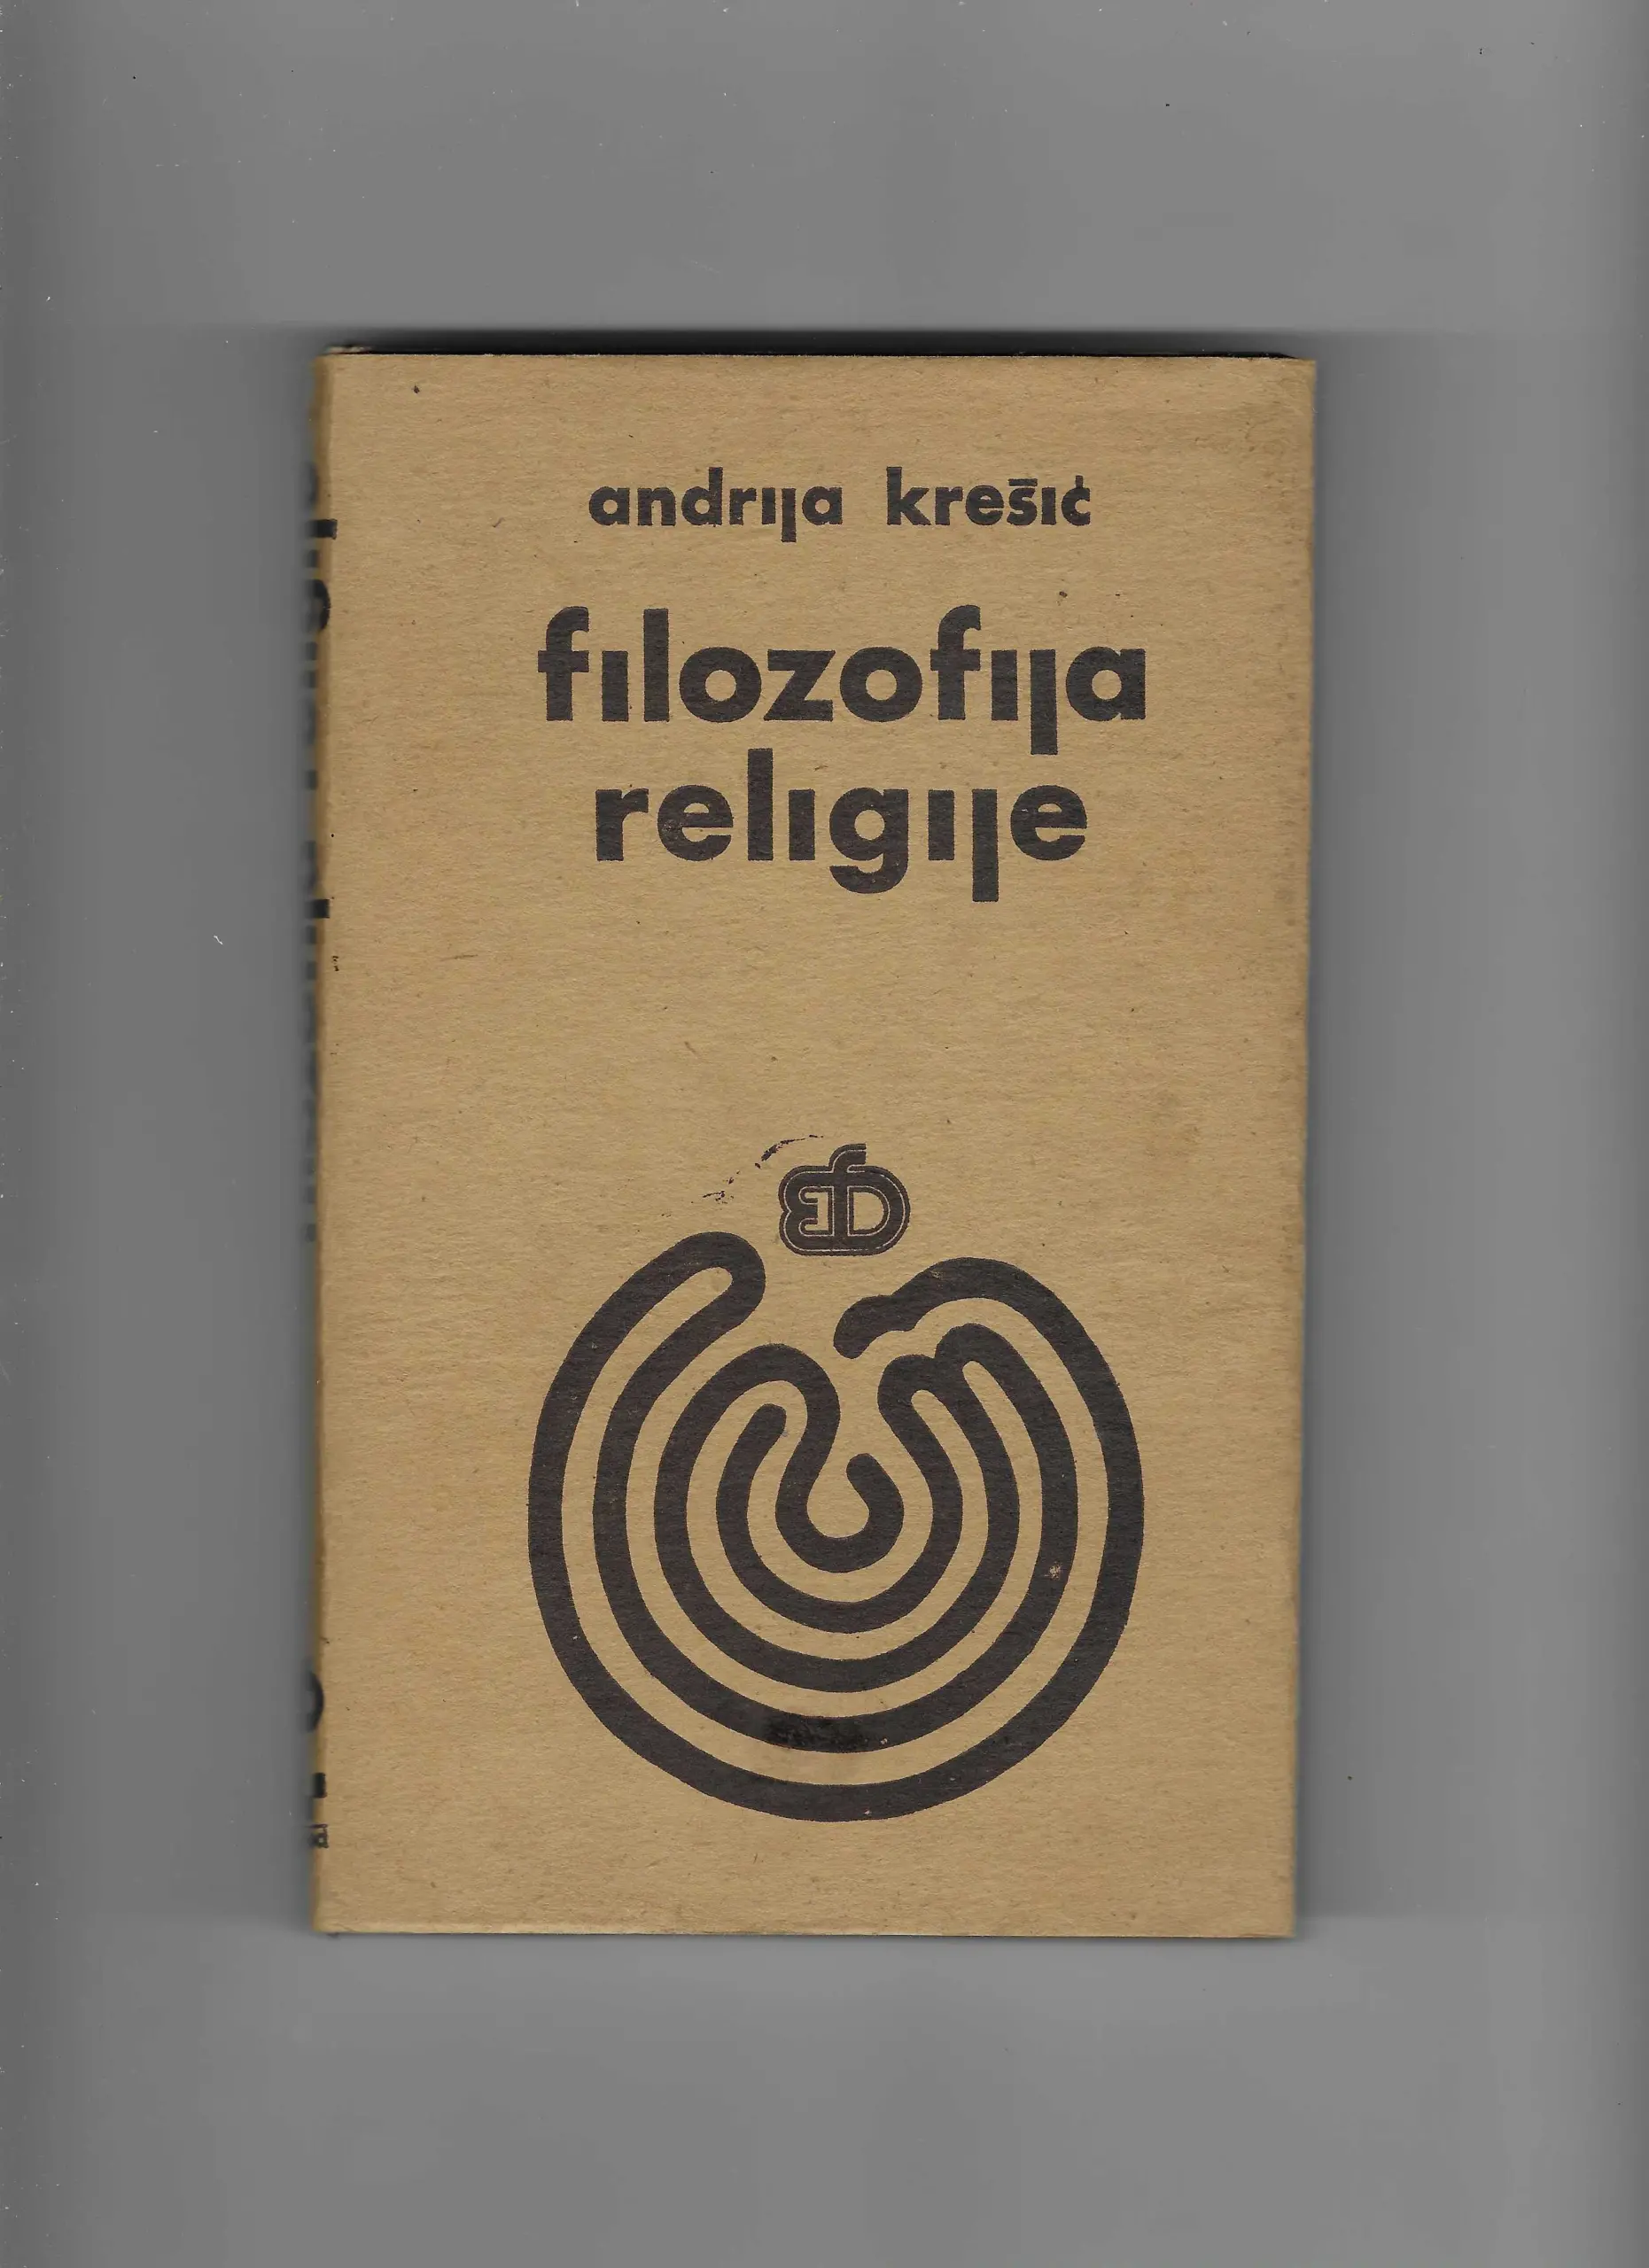 andrija krešić
filozofija
religije